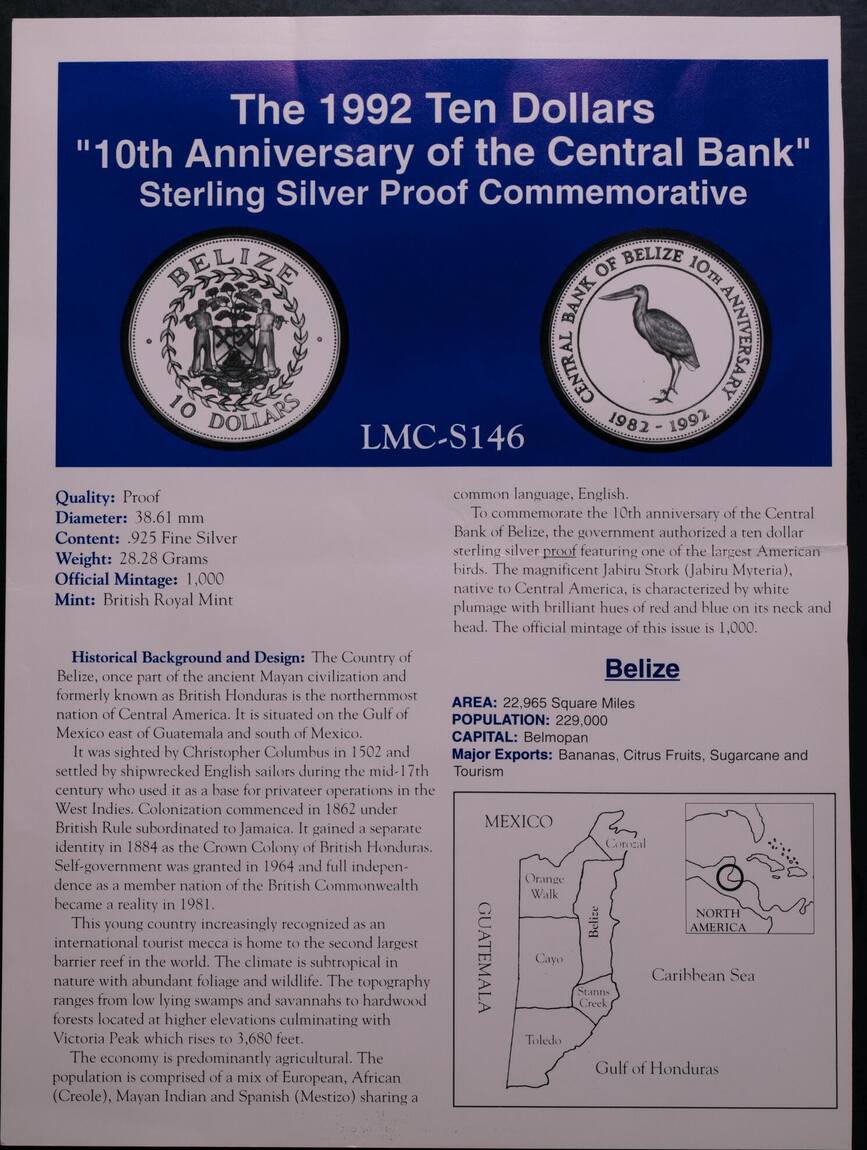 The 1992 Ten Dollars
"10th Anniversary of the Central Bank"
Sterling Silver Proof Commemorative
BELIZE
10 DOLLARS
CENTRAL BANK OF BELIZE 10TH ANNIVERSARY
1982 - 1992
LMC-S146
Quality: Proof
Diameter: 38.61 mm
Content: .925 Fine Silver
Weight: 28.28 Grams
Official Mintage: 1,000
Mint: British Royal Mint
Historical Background and Design: The Country of
Belize, once part of the ancient Mayan civilization and
formerly known as British Honduras is the northernmost
nation of Central America. It is situated on the Gulf of
Mexico east of Guatemala and south of Mexico.
It was sighted by Christopher Columbus in 1502 and
settled by shipwrecked English sailors during the mid-17th
century who used it as a base for privateer operations in the
West Indies. Colonization commenced in 1862 under
British Rule subordinated to Jamaica. It gained a separate
identity in 1884 as the Crown Colony of British Honduras.
Self-government was granted in 1964 and full indepen-
dence as a member nation of the British Commonwealth
became a reality in 1981.
This young country increasingly recognized as an
international tourist mecca is home to the second largest
barrier reef in the world. The climate is subtropical in
nature with abundant foliage and wildlife. The topography
ranges from low lying swamps and savannahs to hardwood
forests located at higher elevations culminating with
Victoria Peak which rises to 3,680 feet.
The economy is predominantly agricultural. The
population is comprised of a mix of European, African
(Creole), Mayan Indian and Spanish (Mestizo) sharing a
common language, English.
To commemorate the 10th anniversary of the Central
Bank of Belize, the government authorized a ten dollar
sterling silver proof featuring one of the largest American
birds. The magnificent Jabiru Stork (Jabiru Myteria),
native to Central America, is characterized by white
plumage with brilliant hues of red and blue on its neck and
head. The official mintage of this issue is 1,000.
Belize
AREA: 22,965 Square Miles
POPULATION: 229,000
CAPITAL: Belmopan
Major Exports: Bananas, Citrus Fruits, Sugarcane and
Tourism
MEXICO
Corozal
Orange
Walk
Belize
GUATEMALA
Cayo
Stanns
Creek
Toledo
NORTH
AMERICA
Caribbean Sea
Gulf of Honduras